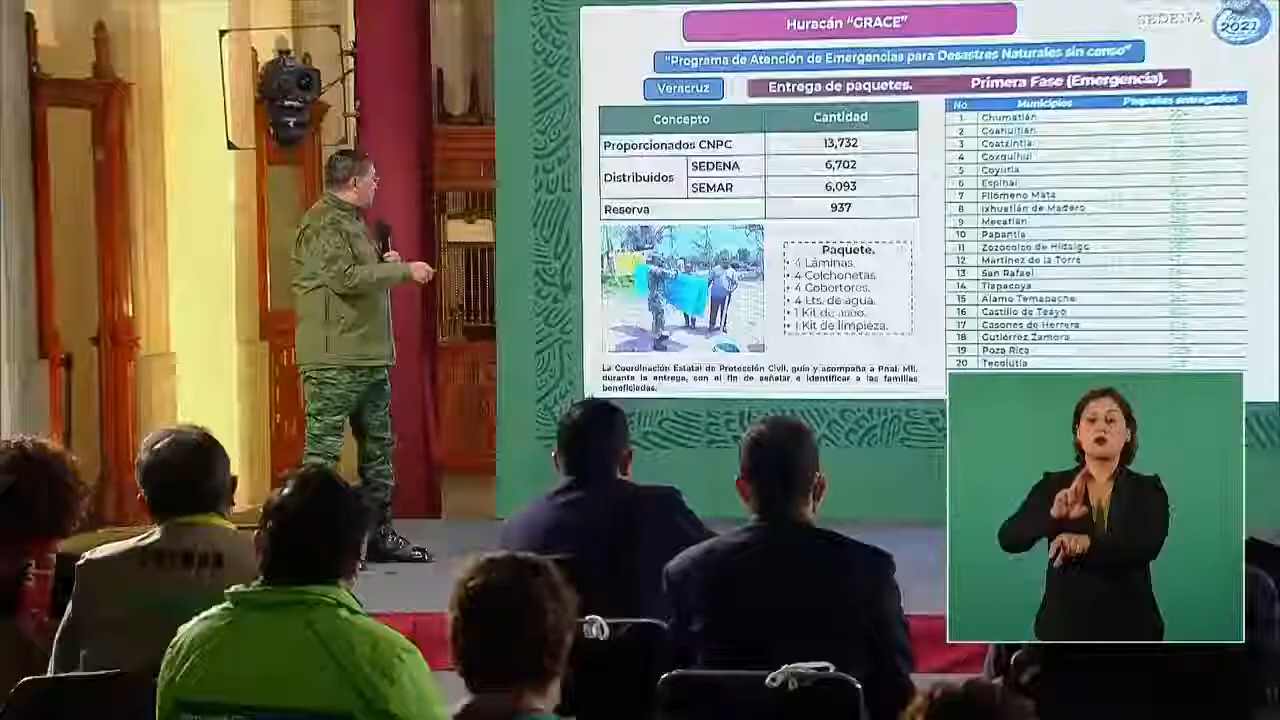 Huracán “GRACE”
SEDENA
2021
“Programa de Atención de Emergencias para Desastres Naturales sin censo”
Veracruz
Entrega de paquetes.
Primera Fase (Emergencia).
Concepto Cantidad
Proporcionados CNPC 13,732
Distribuidos SEDENA 6,702
SEMAR 6,093
Reserva 937
Paquete.
4 Láminas.
4 Colchonetas.
4 Cobertores.
4 Lts. de agua.
1 Kit de aseo.
1 Kit de limpieza.
La Coordinación Estatal de Protección Civil, guía y acompaña a Pnal. Mil.
durante la entrega, con el fin de señalar e identificar a las familias
beneficiadas.
No. Municipios Paquetes entregados
1 Chumatlán
2 Coahuitlán
3 Coatzintla
4 Coxquihui
5 Coyutla
6 Espinal
7 Filomeno Mata
8 Ixhuatlán de Madero
9 Mecatlán
10 Papantla
11 Zozocolco de Hidalgo
12 Martínez de la Torre
13 San Rafael
14 Tlapacoya
15 Álamo Temapache
16 Castillo de Teayo
17 Casones de Herrera
18 Gutiérrez Zamora
19 Poza Rica
20 Tecolutla